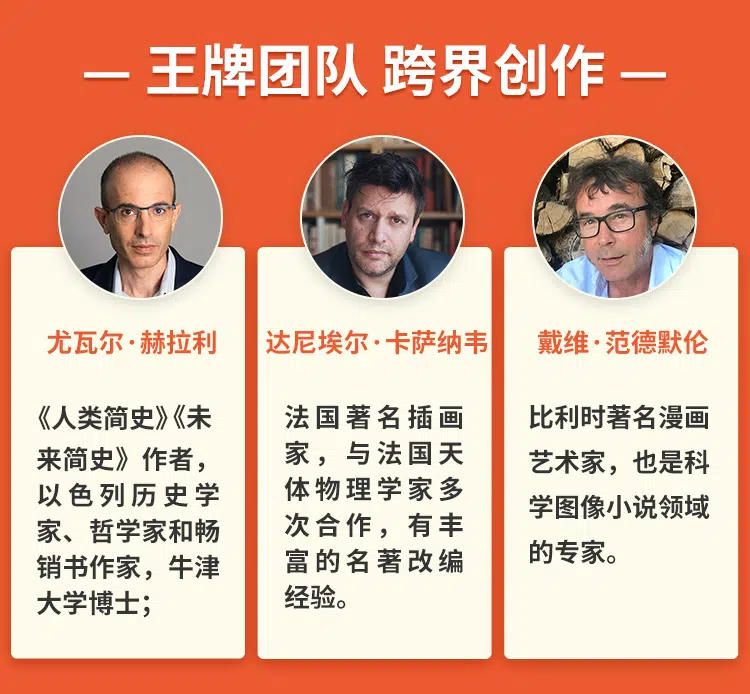 — 王牌团队 跨界创作 —
尤瓦尔·赫拉利
《人类简史》《未
来简史》作者，
以色列历史学
家、哲学家和畅
销书作家，牛津
大学博士；
达尼埃尔·卡萨纳韦
法国著名插画
家，与法国天
体物理学家多
次合作，有丰
富的名著改编
经验。
戴维·范德默伦
比利时著名漫画
艺术家，也是科
学图像小说领域
的专家。